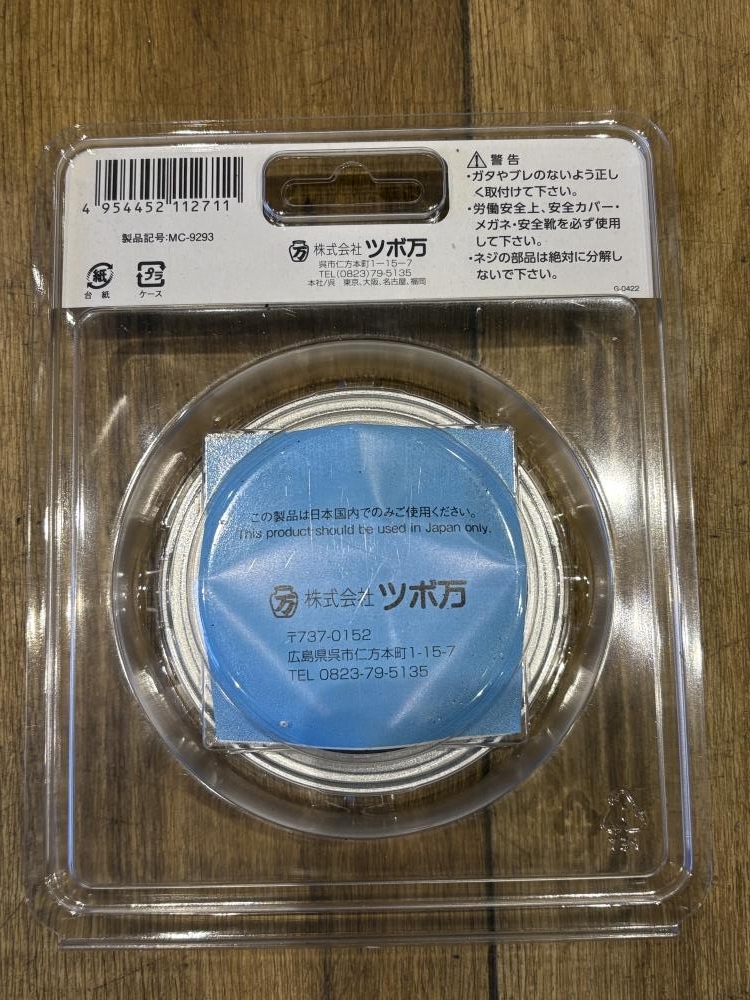 4 954452 112711
製品記号:MC-9293
紙
台 紙
プラ
ケース
万 株式会社 ツボ万
呉市仁方本町1-15-7
TEL(0823)79-5135
本社/呉 東京、大阪、名古屋、福岡
警告
・ガタやブレのないよう正し
く取付けて下さい。
・労働安全上、安全カバー・
メガネ・安全靴を必ず使用
して下さい。
・ネジの部品は絶対に分解し
ないで下さい。
G-0422
この製品は日本国内でのみご使用ください。
This product should be used in Japan only.
万 株式会社 ツボ万
〒737-0152
広島県呉市仁方本町1-15-7
TEL 0823-79-5135